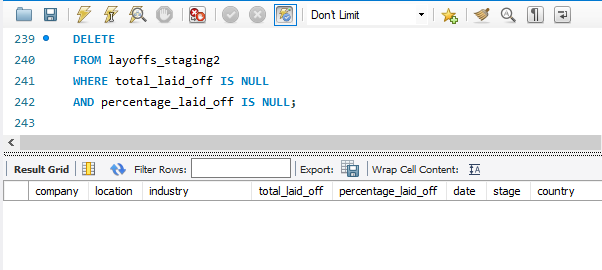 Don't Limit
239 DELETE
240 FROM layoffs_staging2
241 WHERE total_laid_off IS NULL
242 AND percentage_laid_off IS NULL;
243
Result Grid Filter Rows: Export: Wrap Cell Content:
company location industry total_laid_off percentage_laid_off date stage country